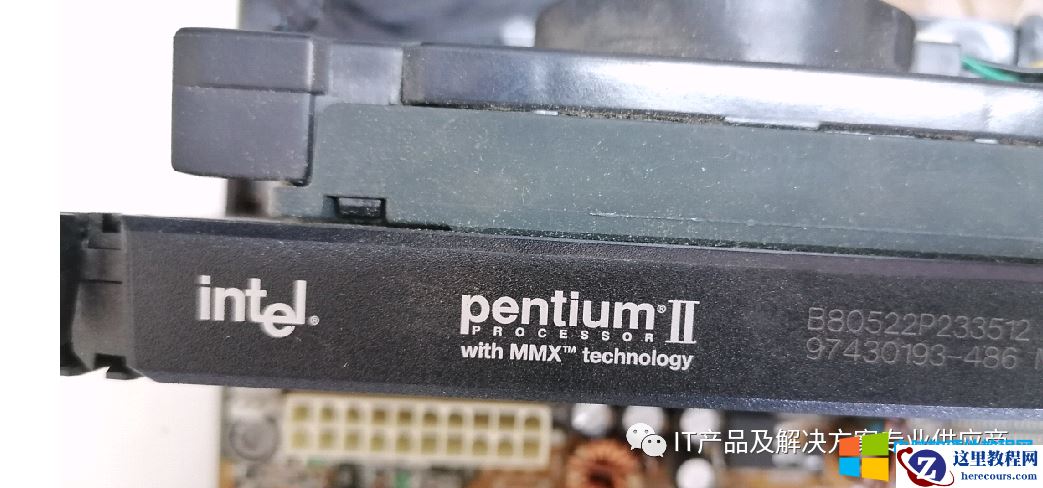 intel®
pentium® II
PROCESSOR
with MMX™ technology
B80522P233512
97430193-486
IT产品及解决方案专业供应商
这里教程网
herecours.com